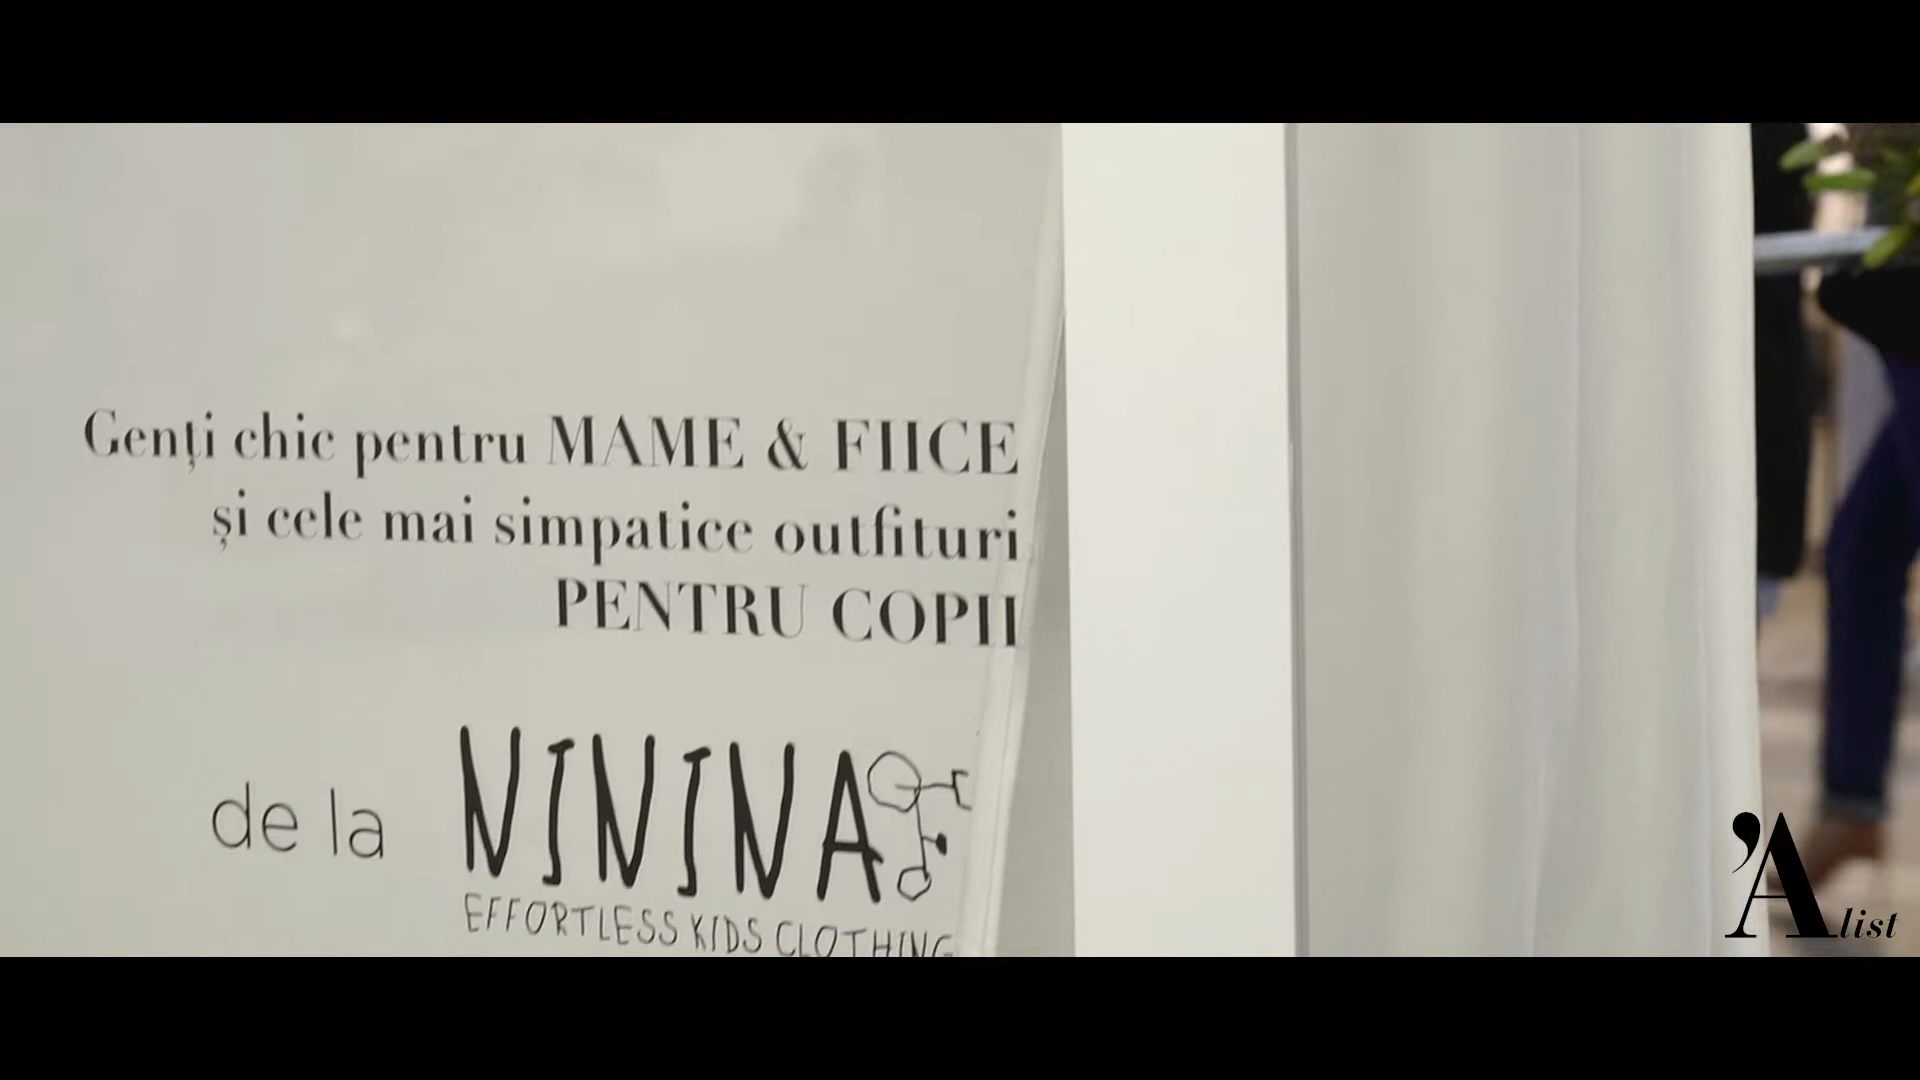 Genți chic pentru MAME & FIICE
și cele mai simpatice outfituri
PENTRU COPII
de la NININA
EFFORTLESS KIDS CLOTHING
'A list